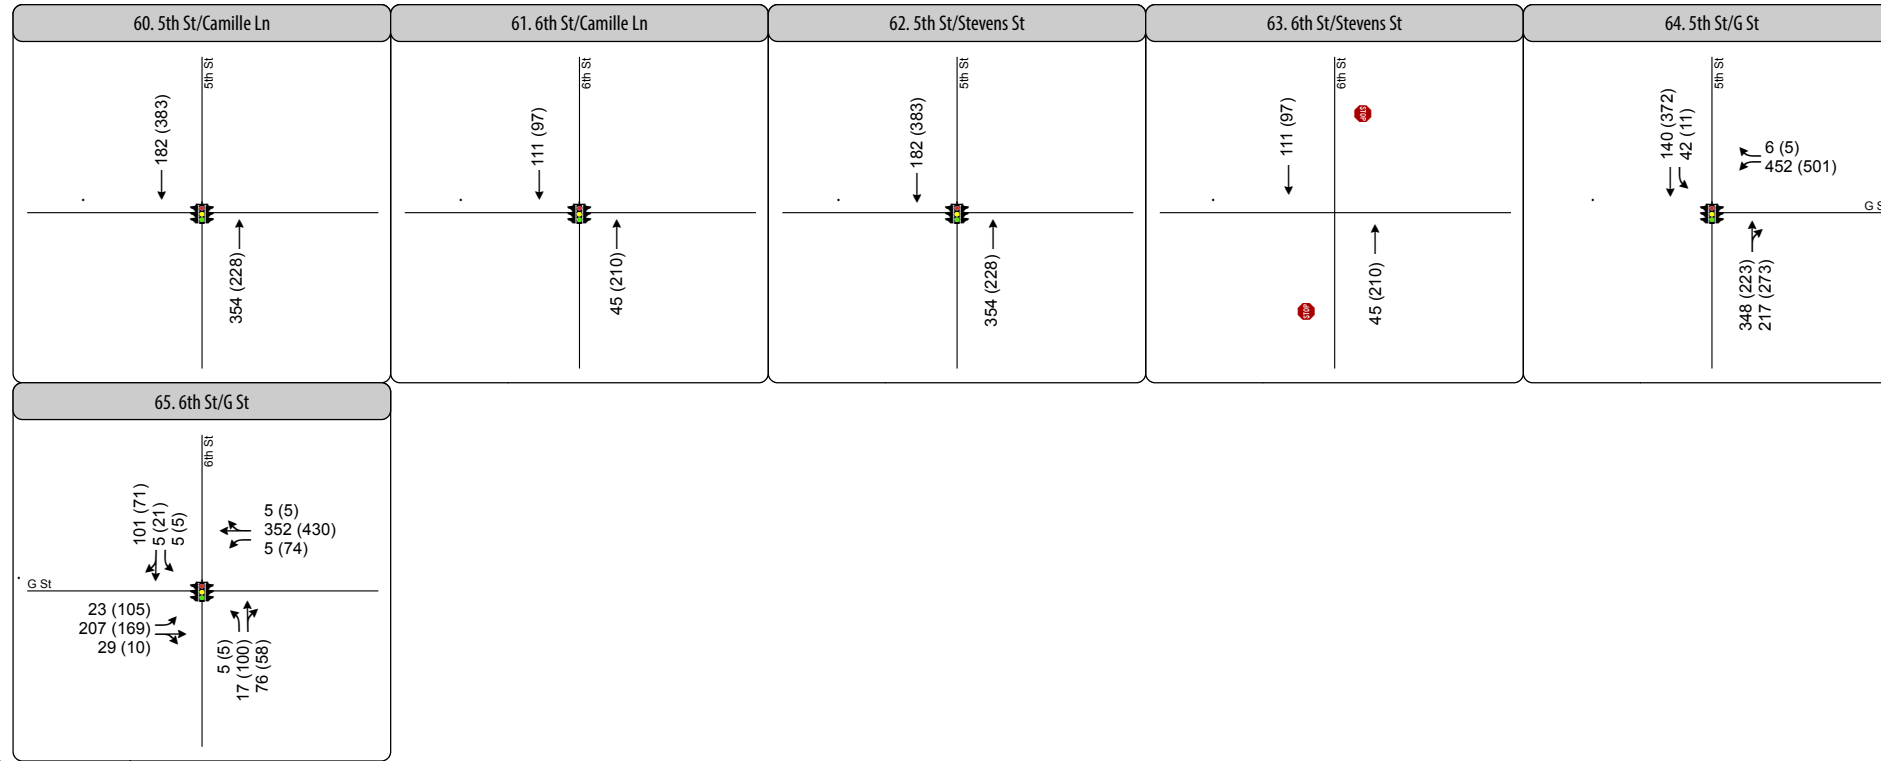 60. 5th St/Camille Ln
5th St
182 (383)
354 (228)
61. 6th St/Camille Ln
6th St
111 (97)
45 (210)
62. 5th St/Stevens St
5th St
182 (383)
354 (228)
63. 6th St/Stevens St
6th St
STOP
111 (97)
45 (210)
STOP
64. 5th St/G St
5th St
140 (372)
42 (11)
6 (5)
452 (501)
G S
348 (223)
217 (273)
65. 6th St/G St
6th St
101 (71)
5 (21)
5 (5)
5 (5)
352 (430)
5 (74)
G St
23 (105)
207 (169)
29 (10)
5 (5)
17 (100)
76 (58)